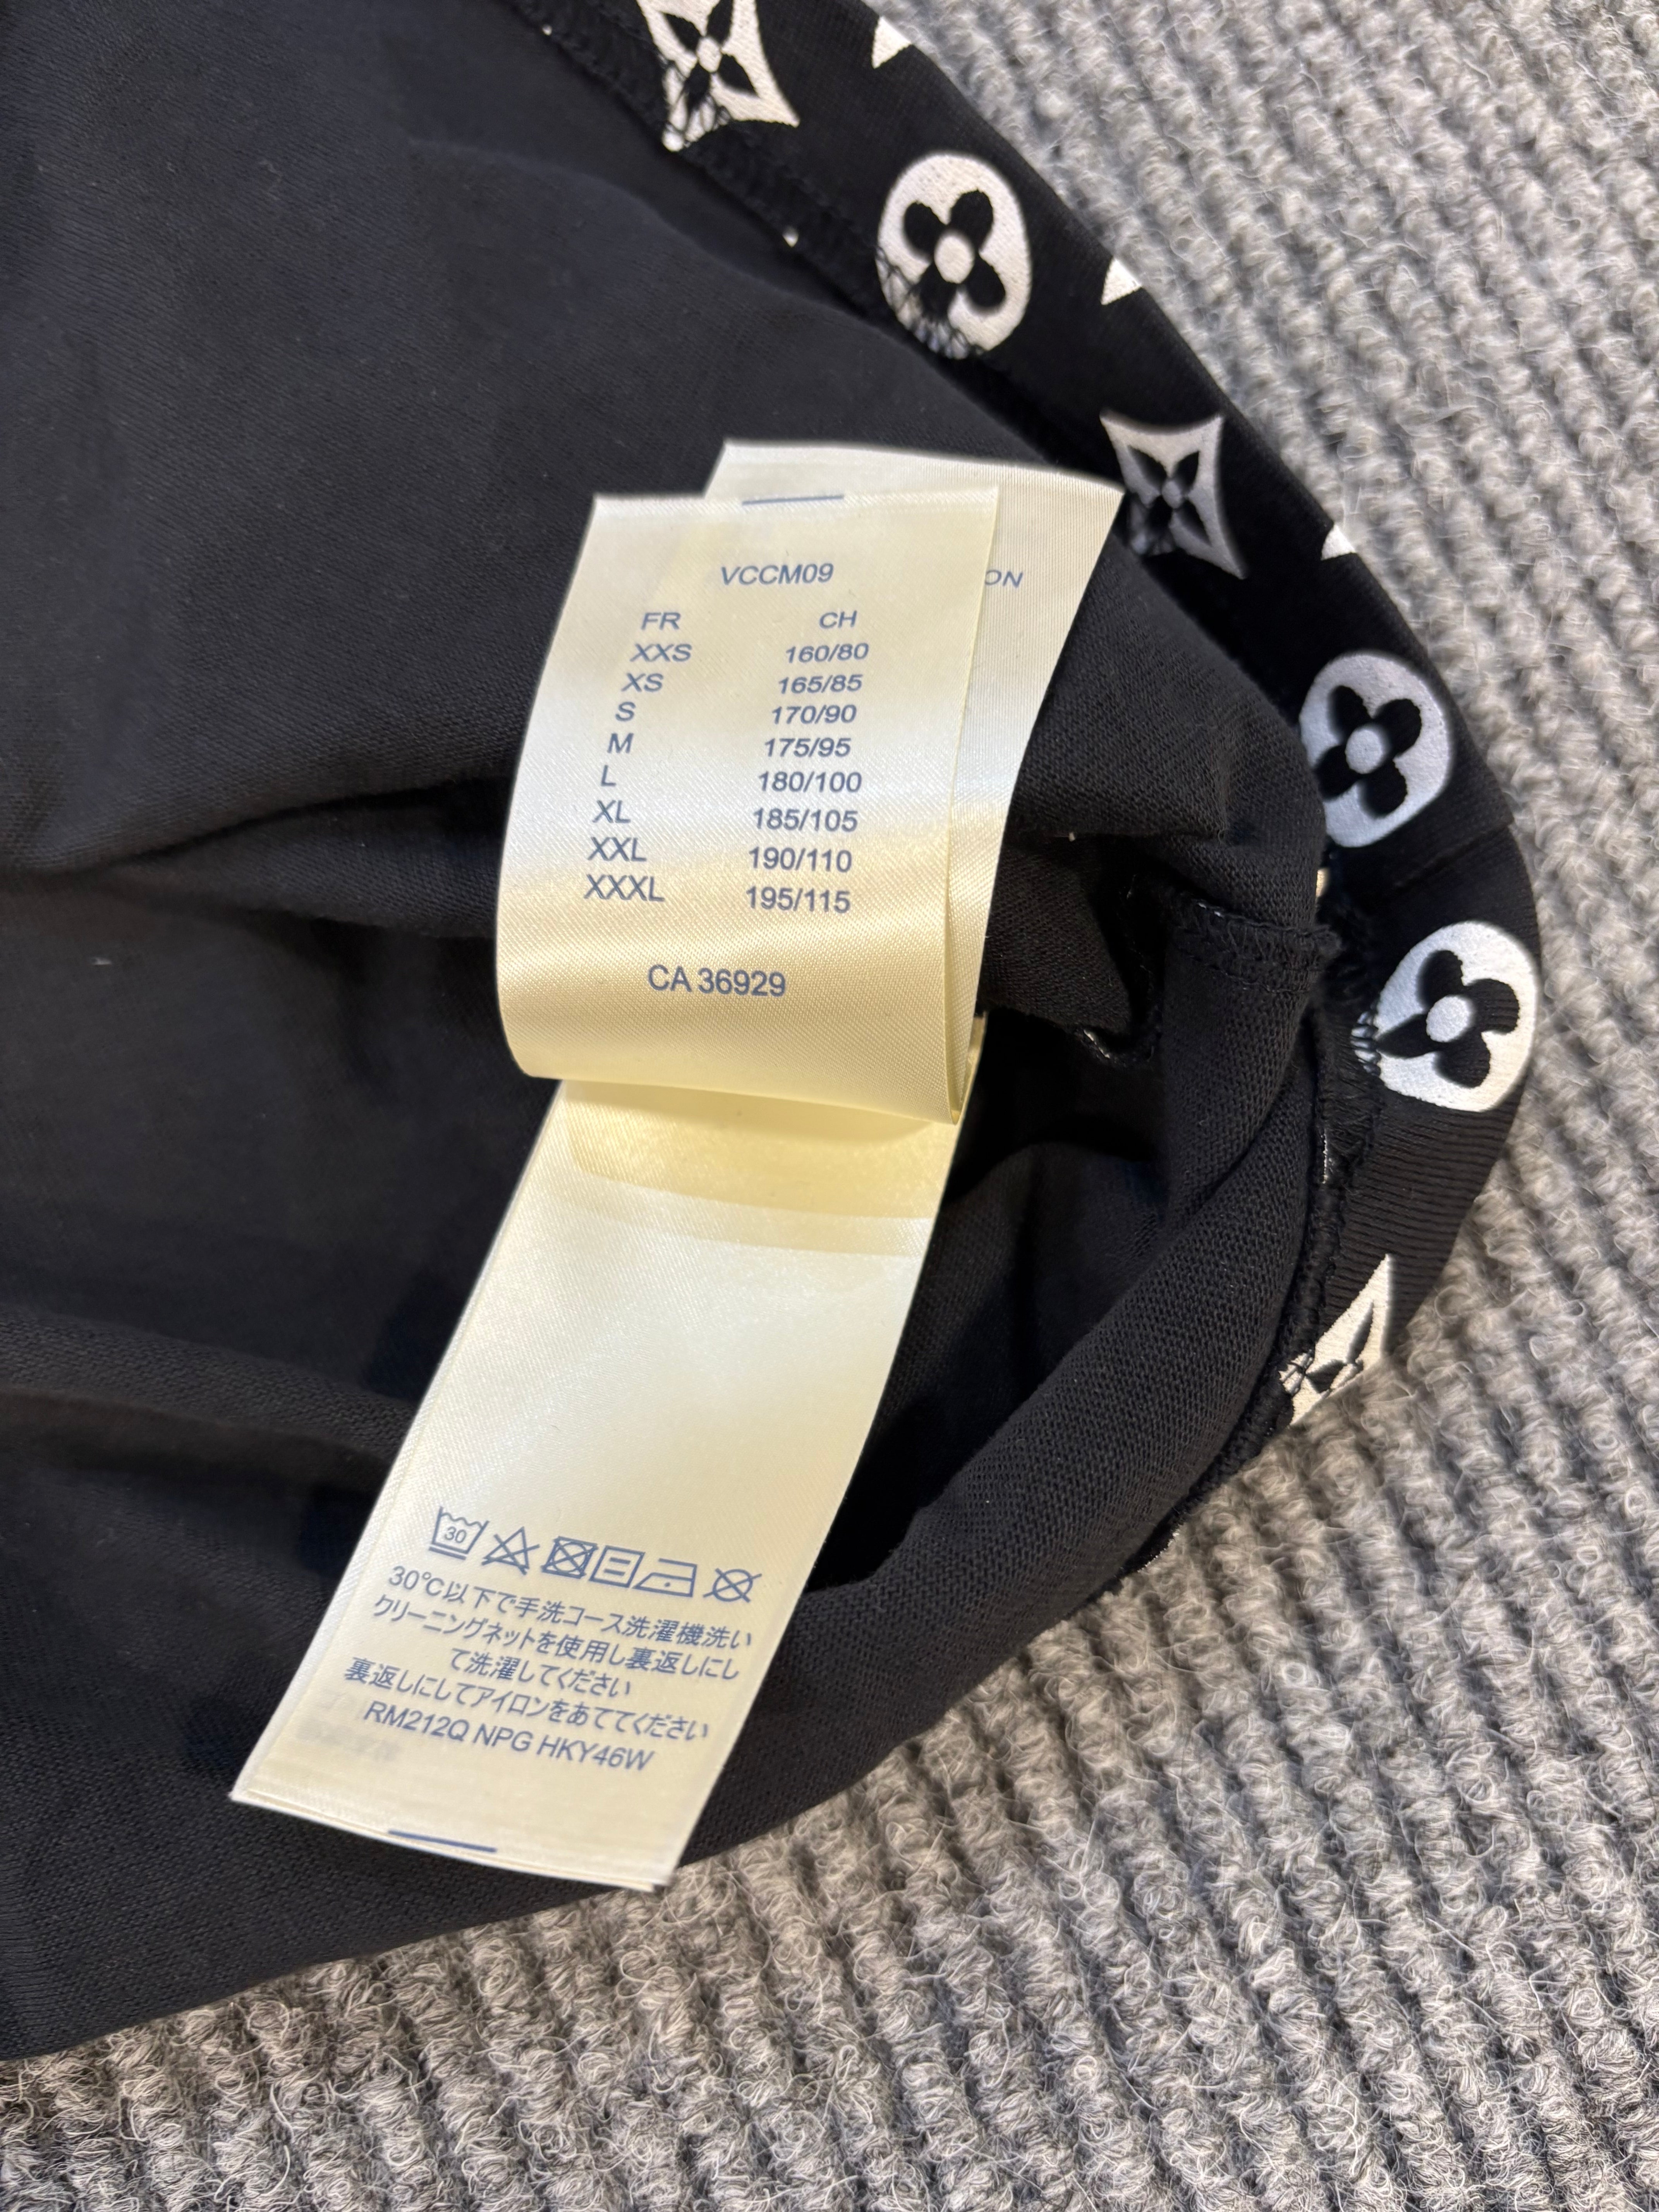 VCCM09
ON
FR CH
XXS 160/80
XS 165/85
S 170/90
M 175/95
L 180/100
XL 185/105
XXL 190/110
XXXL 195/115
CA 36929
30
30℃以下で手洗コース洗濯機洗い
クリーニングネットを使用し裏返しにし
て洗濯してください
裏返しにしてアイロンをあててください
RM212Q NPG HKY46W